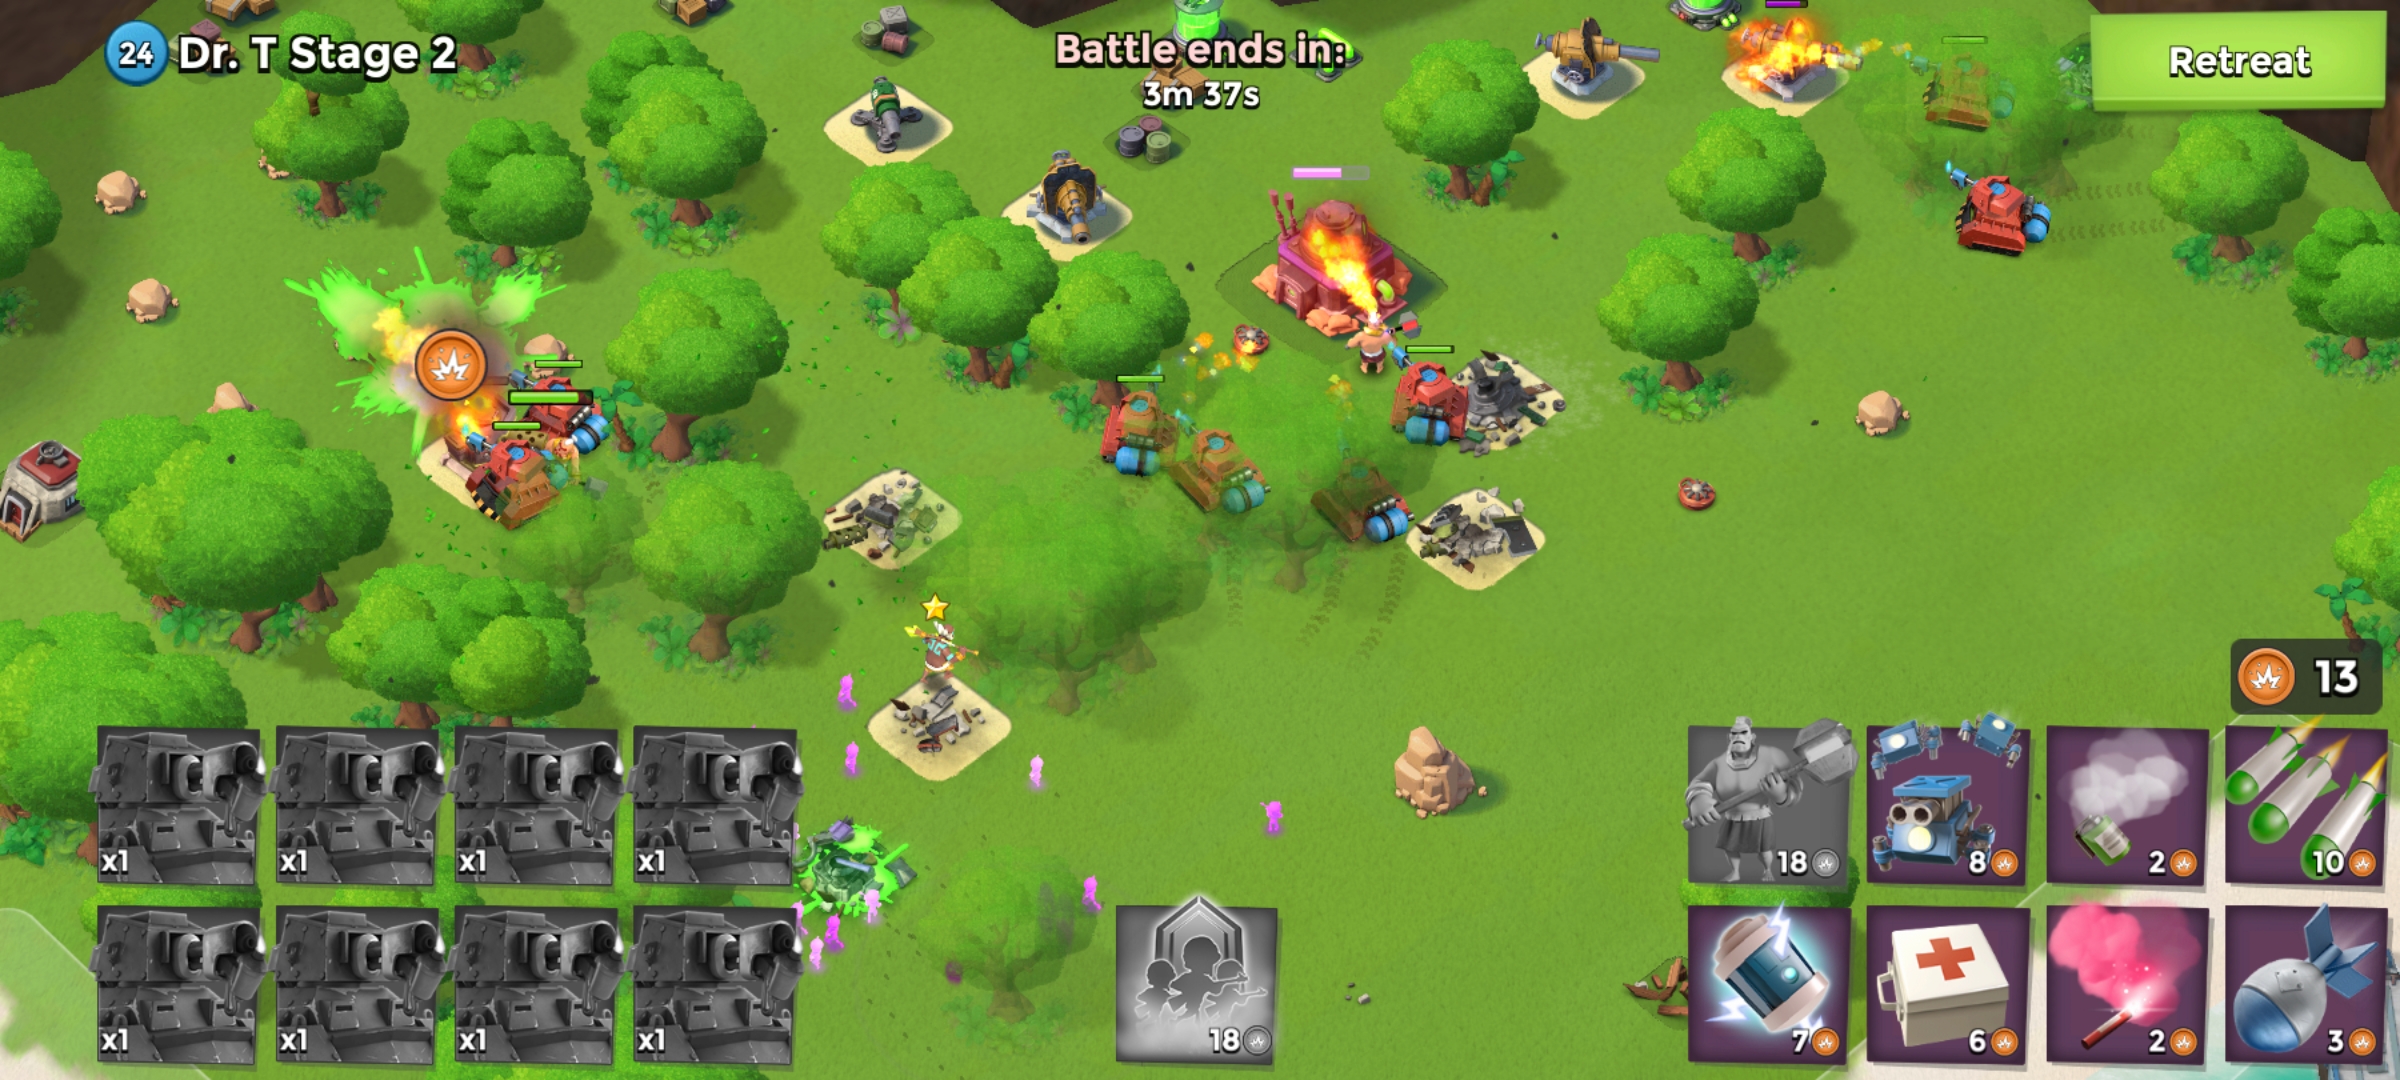 24 Dr. T Stage 2
Battle ends in:
3m 37s
Retreat
13
x1 x1 x1 x1
18 8 2 10
x1 x1 x1 x1
18
7 6 2 3